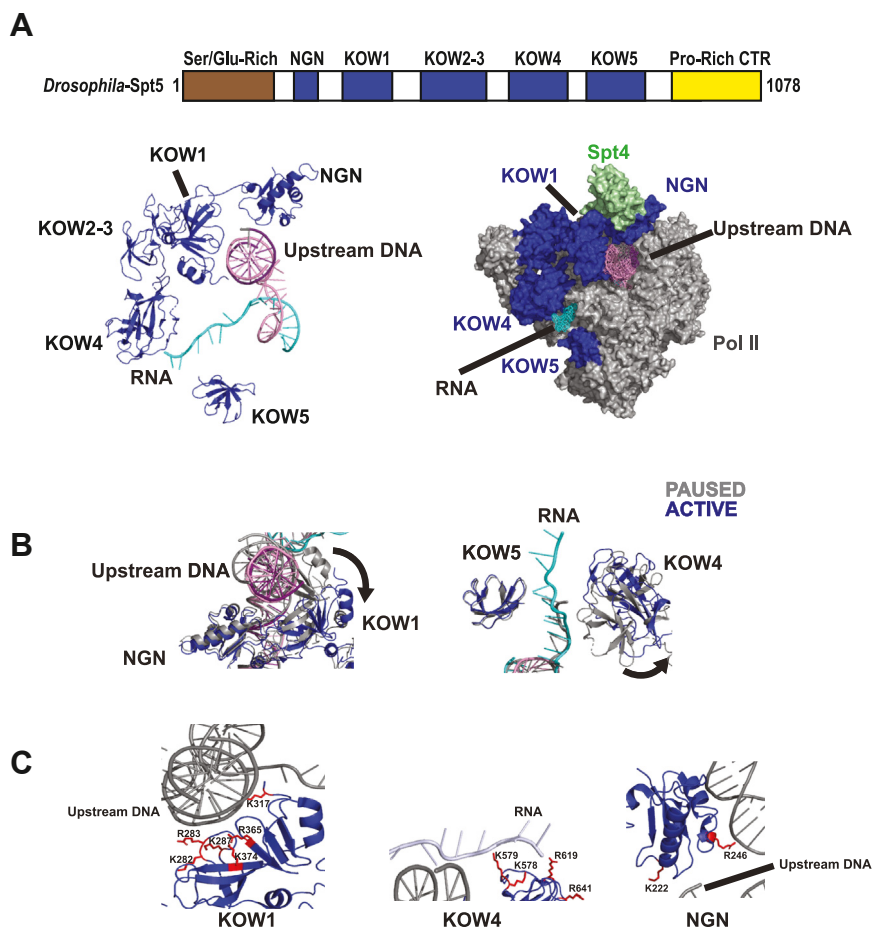 A
Ser/Glu-Rich NGN KOW1 KOW2-3 KOW4 KOW5 Pro-Rich CTR
Drosophila-Spt5 1 1078
KOW1
NGN
KOW2-3
Upstream DNA
KOW4
RNA
KOW5
Spt4
KOW1
NGN
Upstream DNA
KOW4
Pol II
KOW5
RNA
B
PAUSED
ACTIVE
Upstream DNA
KOW1
NGN
RNA
KOW5
KOW4
C
Upstream DNA
K317
R283
R365
K287
K282
K374
KOW1
RNA
K579
R619
K578
R641
KOW4
R246
K222
Upstream DNA
NGN